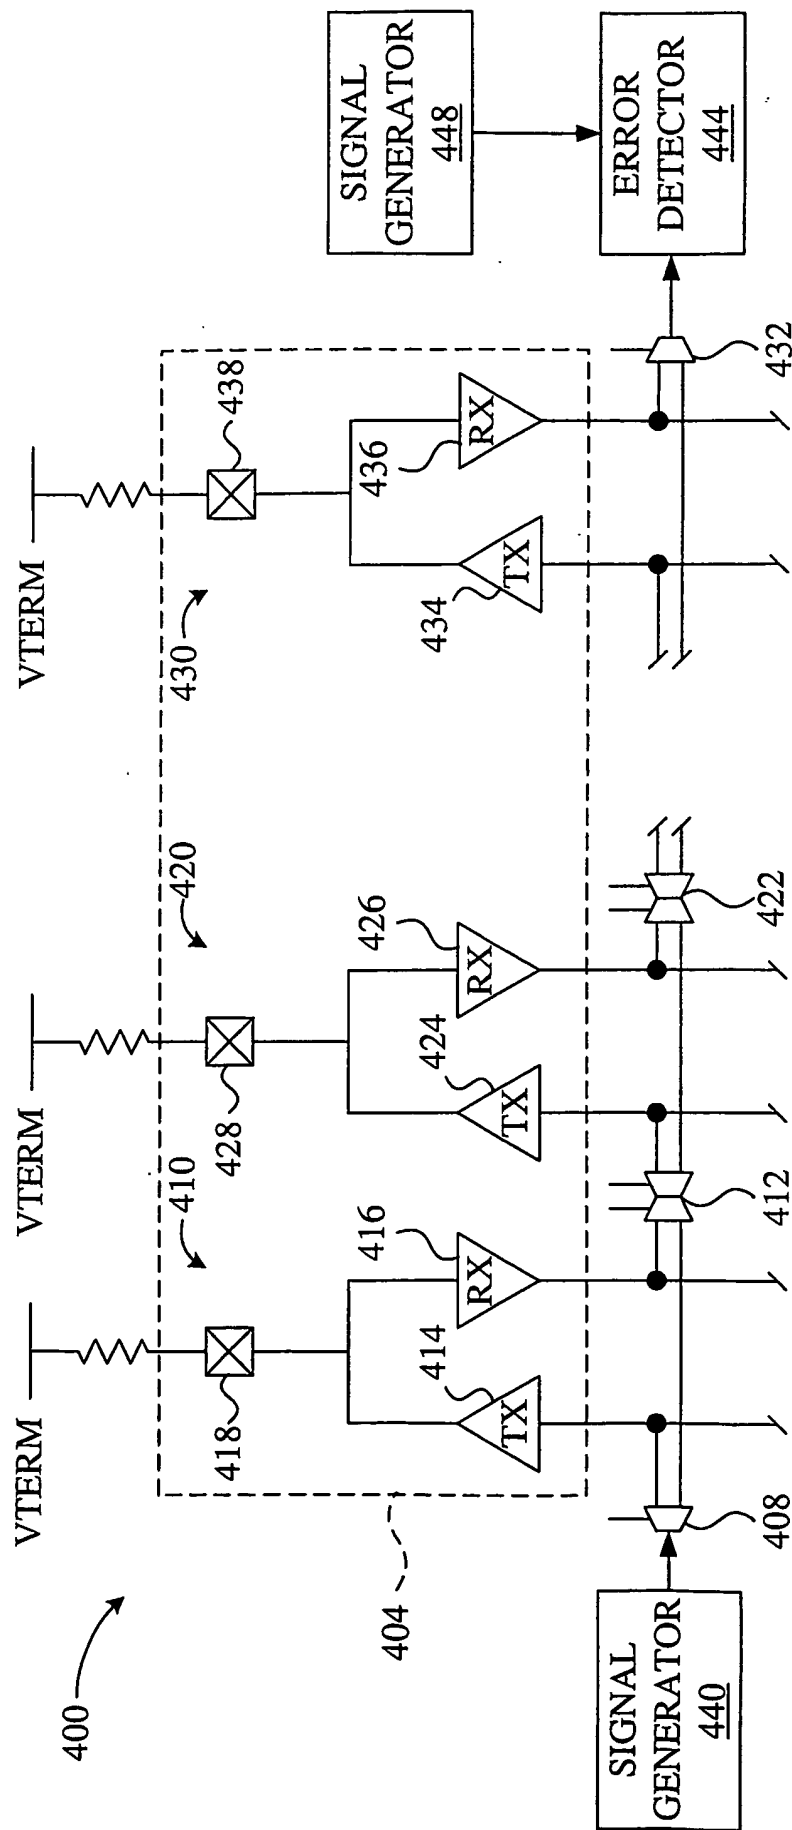 400
404
VTERM
VTERM
VTERM
410
420
430
418
428
438
414
416
424
426
434
436
TX
RX
TX
RX
TX
RX
408
412
422
432
SIGNAL
GENERATOR
440
SIGNAL
GENERATOR
448
ERROR
DETECTOR
444